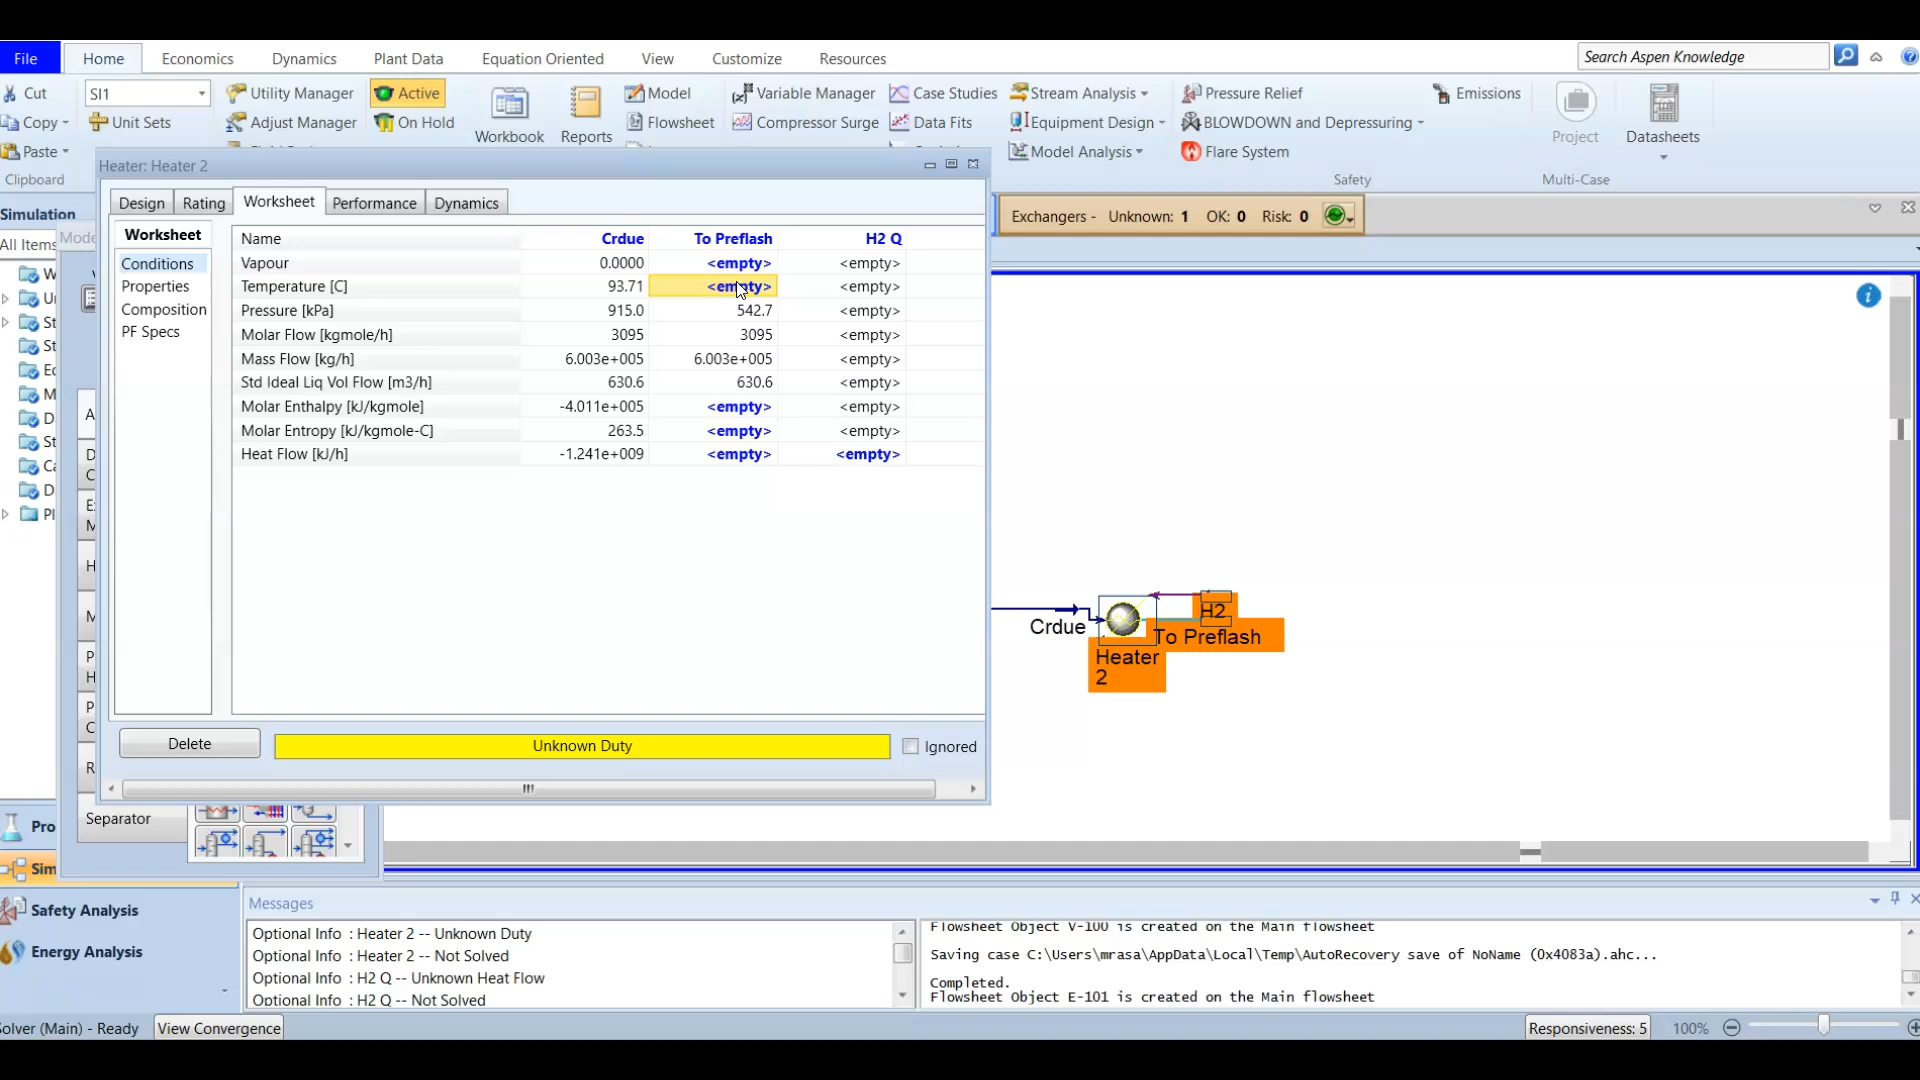 File Home Economics Dynamics Plant Data Equation Oriented View Customize Resources Search Aspen Knowledge
Cut SI1 Utility Manager Active Model Variable Manager Case Studies Stream Analysis Pressure Relief Emissions
Copy Unit Sets Adjust Manager On Hold Workbook Reports Flowsheet Compressor Surge Data Fits Equipment Design BLOWDOWN and Depressuring Project Datasheets
Paste Model Analysis Flare System
Clipboard Safety Multi-Case
Heater: Heater 2
Simulation
All Items
Design Rating Worksheet Performance Dynamics
Exchangers - Unknown: 1 OK: 0 Risk: 0
Worksheet
Conditions
Properties
Composition
PF Specs
Name Crdue To Preflash H2 Q
Vapour 0.0000 <empty> <empty>
Temperature [C] 93.71 <empty> <empty>
Pressure [kPa] 915.0 542.7 <empty>
Molar Flow [kgmole/h] 3095 3095 <empty>
Mass Flow [kg/h] 6.003e+005 6.003e+005 <empty>
Std Ideal Liq Vol Flow [m3/h] 630.6 630.6 <empty>
Molar Enthalpy [kJ/kgmole] -4.011e+005 <empty> <empty>
Molar Entropy [kJ/kgmole-C] 263.5 <empty> <empty>
Heat Flow [kJ/h] -1.241e+009 <empty> <empty>
Crdue
H2
To Preflash
Heater
2
Delete Unknown Duty Ignored
Separator
Safety Analysis
Energy Analysis
Messages
Optional Info : Heater 2 -- Unknown Duty
Optional Info : Heater 2 -- Not Solved
Optional Info : H2 Q -- Unknown Heat Flow
Optional Info : H2 Q -- Not Solved
Flowsheet Object V-100 is created on the Main flowsheet
Saving case C:\Users\mrasa\AppData\Local\Temp\AutoRecovery save of NoName (0x4083a).ahc...
Completed.
Flowsheet Object E-101 is created on the Main flowsheet
Solver (Main) - Ready View Convergence Responsiveness: 5 100%